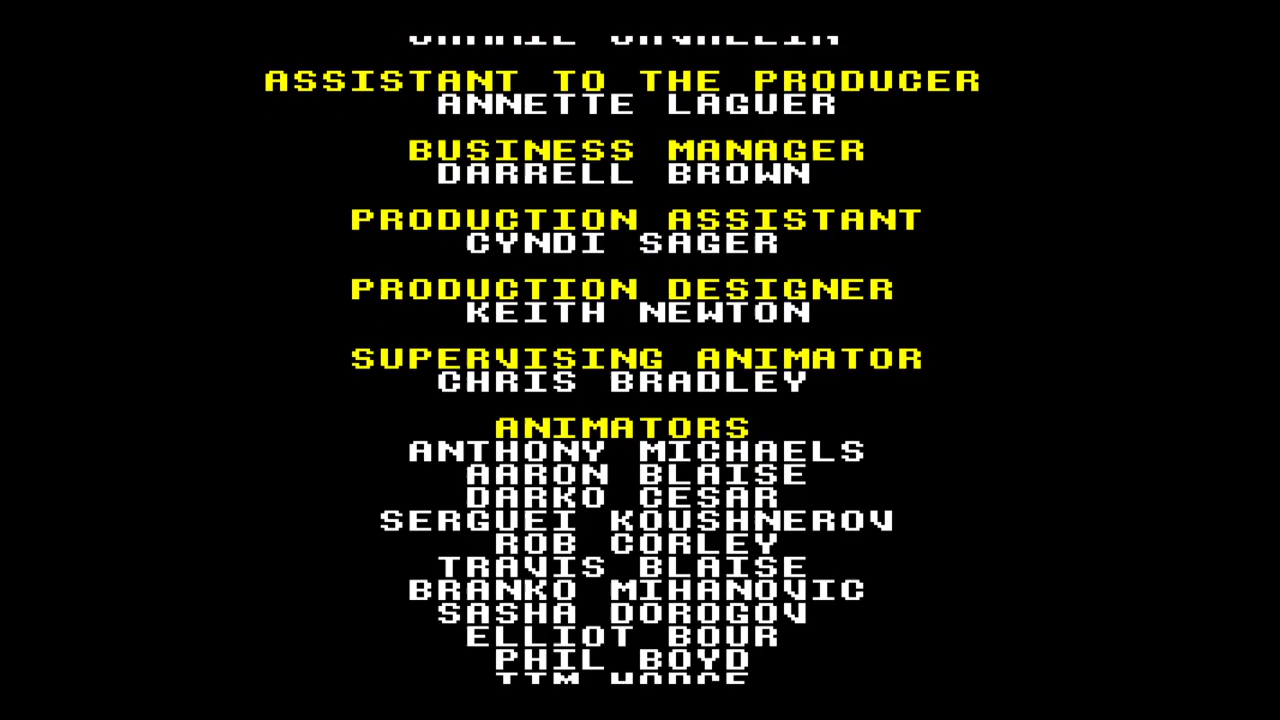 ASSISTANT TO THE PRODUCER
ANNETTE LAGUER
BUSINESS MANAGER
DARRELL BROWN
PRODUCTION ASSISTANT
CYNDI SAGER
PRODUCTION DESIGNER
KEITH NEWTON
SUPERVISING ANIMATOR
CHRIS BRADLEY
ANIMATORS
ANTHONY MICHAELS
AARON BLAISE
DARKO CESAR
SERGUEI KOUSHNEROV
ROB CORLEY
TRAVIS BLAISE
BRANKO MIHANOVIC
SASHA DOROGOV
ELLIOT BOUR
PHIL BOYD